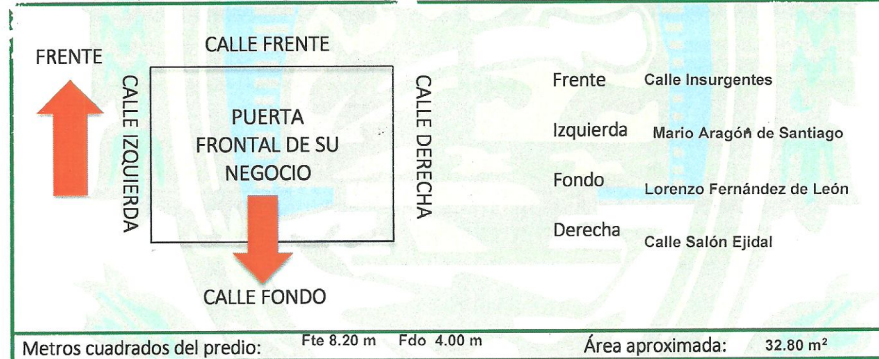 FRENTE
CALLE FRENTE
CALLE IZQUIERDA
PUERTA
FRONTAL DE SU
NEGOCIO
CALLE DERECHA
CALLE FONDO
Frente Calle Insurgentes
Izquierda Mario Aragón de Santiago
Fondo Lorenzo Fernández de León
Derecha Calle Salón Ejidal
Metros cuadrados del predio: Fte 8.20 m Fdo 4.00 m Área aproximada: 32.80 m²